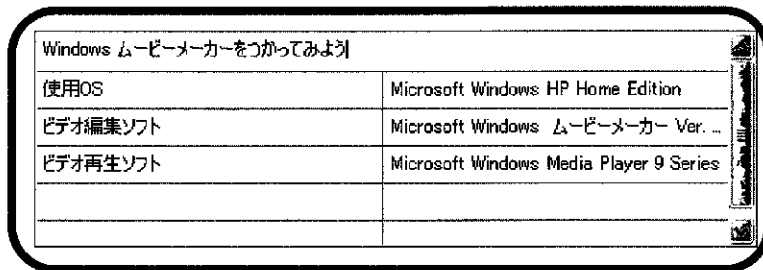 Windows ムービーメーカーをつかってみよう
使用OS Microsoft Windows HP Home Edition
ビデオ編集ソフト Microsoft Windows ムービーメーカー Ver. ...
ビデオ再生ソフト Microsoft Windows Media Player 9 Series